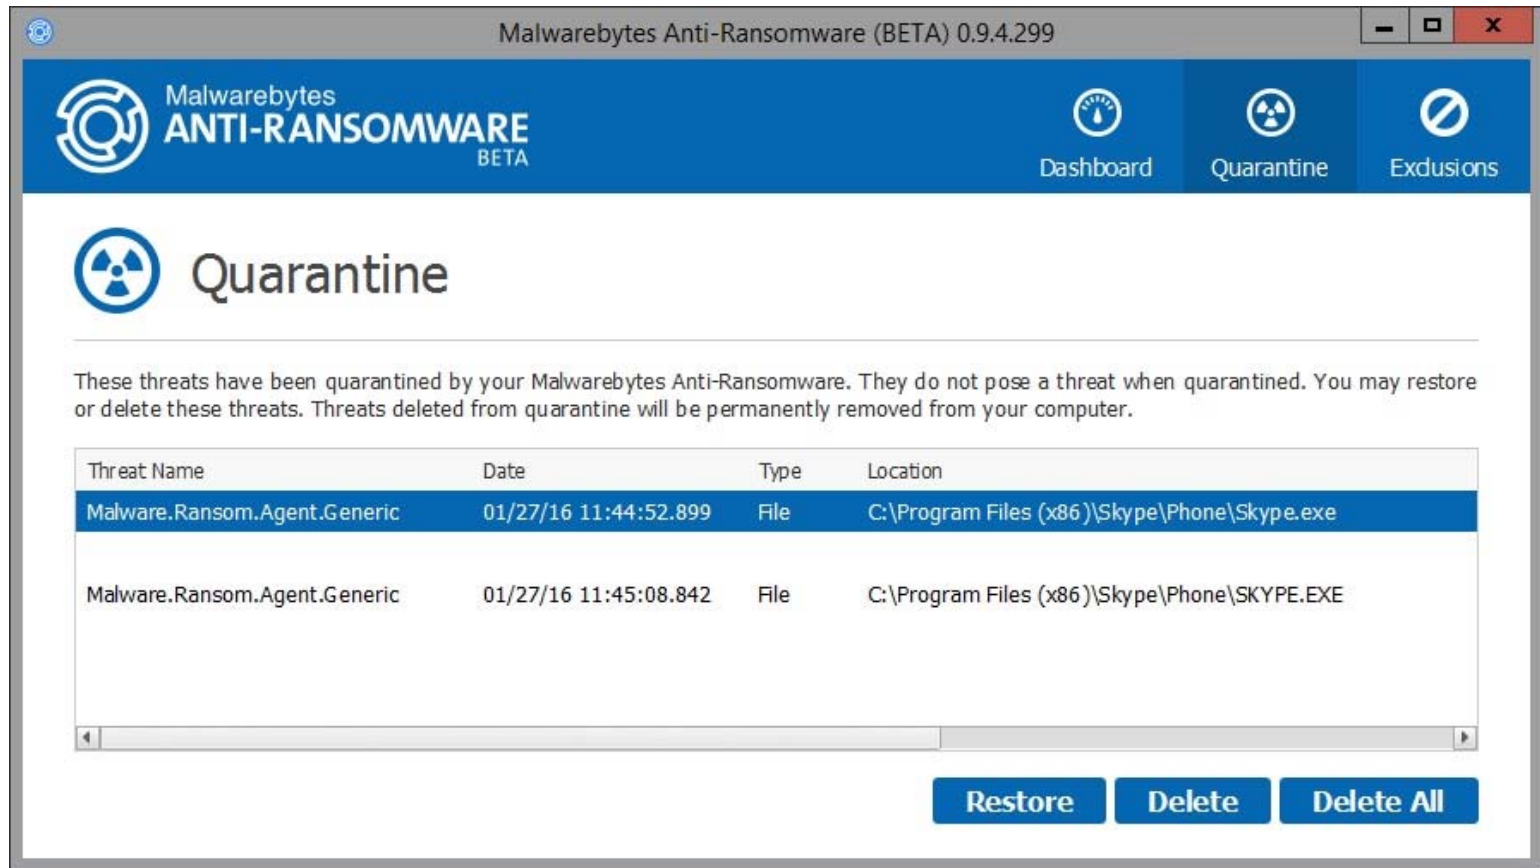 Malwarebytes Anti-Ransomware (BETA) 0.9.4.299
Malwarebytes
ANTI-RANSOMWARE
BETA
Dashboard Quarantine Exclusions
Quarantine
These threats have been quarantined by your Malwarebytes Anti-Ransomware. They do not pose a threat when quarantined. You may restore
or delete these threats. Threats deleted from quarantine will be permanently removed from your computer.
Threat Name Date Type Location
Malware.Ransom.Agent.Generic 01/27/16 11:44:52.899 File C:\Program Files (x86)\Skype\Phone\Skype.exe
Malware.Ransom.Agent.Generic 01/27/16 11:45:08.842 File C:\Program Files (x86)\Skype\Phone\SKYPE.EXE
Restore Delete Delete All